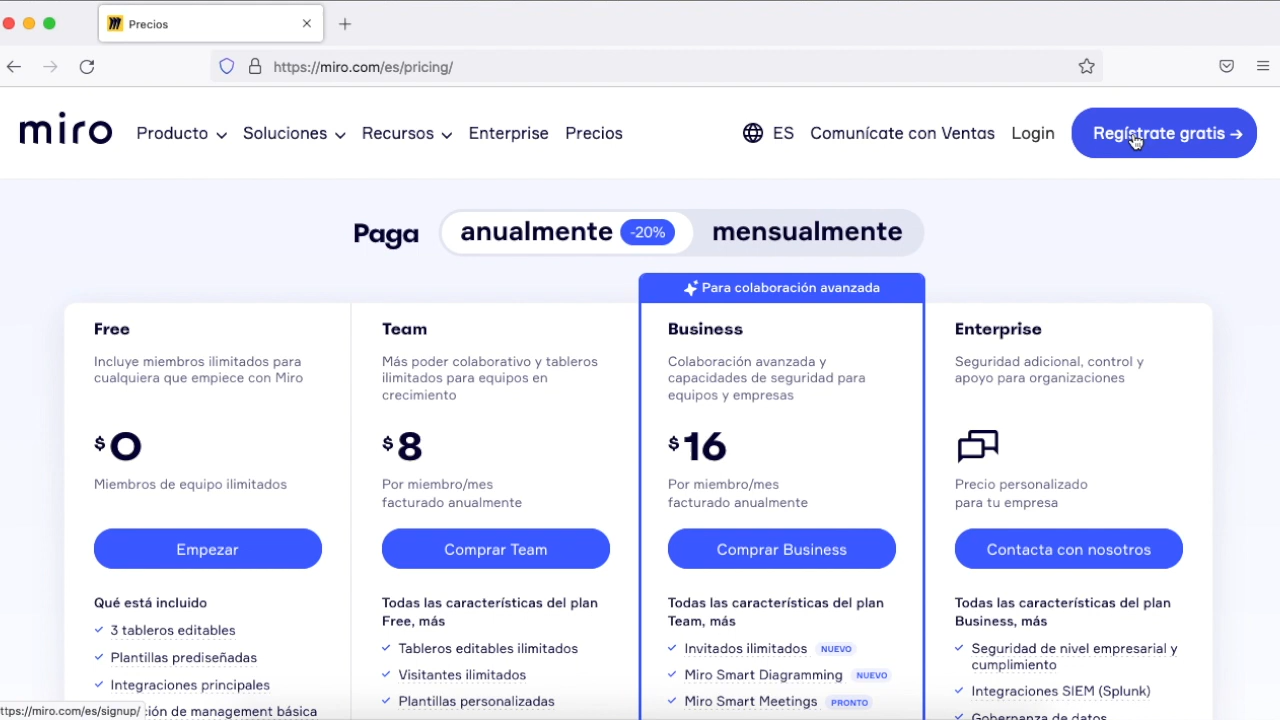 Precios
https://miro.com/es/pricing/
miro Producto Soluciones Recursos Enterprise Precios ES Comunícate con Ventas Login Regístrate gratis →
Paga anualmente -20% mensualmente
Para colaboración avanzada
Free
Incluye miembros ilimitados para
cualquiera que empiece con Miro
$0
Miembros de equipo ilimitados
Empezar
Qué está incluido
3 tableros editables
Plantillas prediseñadas
Integraciones principales
ción de management básica
Team
Más poder colaborativo y tableros
ilimitados para equipos en
crecimiento
$8
Por miembro/mes
facturado anualmente
Comprar Team
Todas las características del plan
Free, más
Tableros editables ilimitados
Visitantes ilimitados
Plantillas personalizadas
Business
Colaboración avanzada y
capacidades de seguridad para
equipos y empresas
$16
Por miembro/mes
facturado anualmente
Comprar Business
Todas las características del plan
Team, más
Invitados ilimitados NUEVO
Miro Smart Diagramming NUEVO
Miro Smart Meetings PRONTO
Enterprise
Seguridad adicional, control y
apoyo para organizaciones
Precio personalizado
para tu empresa
Contacta con nosotros
Todas las características del plan
Business, más
Seguridad de nivel empresarial y
cumplimiento
Integraciones SIEM (Splunk)
Gobernanza de datos
ttps://miro.com/es/signup/